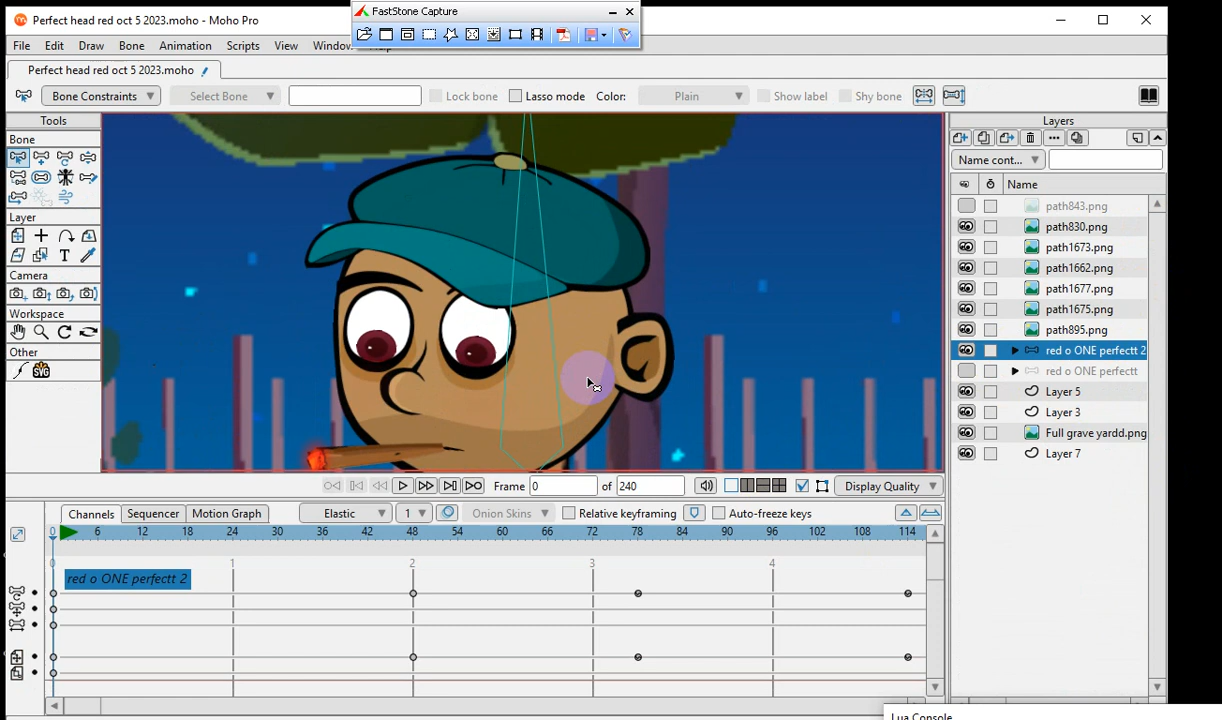 Perfect head red oct 5 2023.moho - Moho Pro
FastStone Capture
File Edit Draw Bone Animation Scripts View Window Help
Perfect head red oct 5 2023.moho
Bone Constraints Select Bone Lock bone Lasso mode Color: Plain Show label Shy bone
Tools
Bone
Layer
T
Camera
Workspace
Other
SVG
Layers
Name cont...
Name
path843.png
path830.png
path1673.png
path1662.png
path1677.png
path1675.png
path895.png
red o ONE perfectt 2
red o ONE perfectt
Layer 5
Layer 3
Full grave yardd.png
Layer 7
Frame 0 of 240 Display Quality
Channels Sequencer Motion Graph Elastic 1 Onion Skins Relative keyframing Auto-freeze keys
0 6 12 18 24 30 36 42 48 54 60 66 72 78 84 90 96 102 108 114
0 1 2 3 4
red o ONE perfectt 2
Lua Console